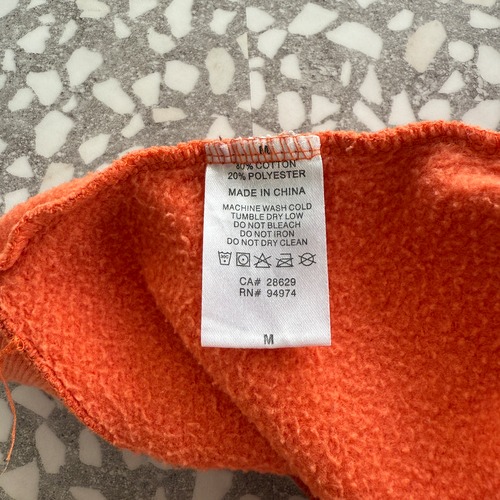 M
80% COTTON
20% POLYESTER
MADE IN CHINA
MACHINE WASH COLD
TUMBLE DRY LOW
DO NOT BLEACH
DO NOT IRON
DO NOT DRY CLEAN
CA# 28629
RN# 94974
M